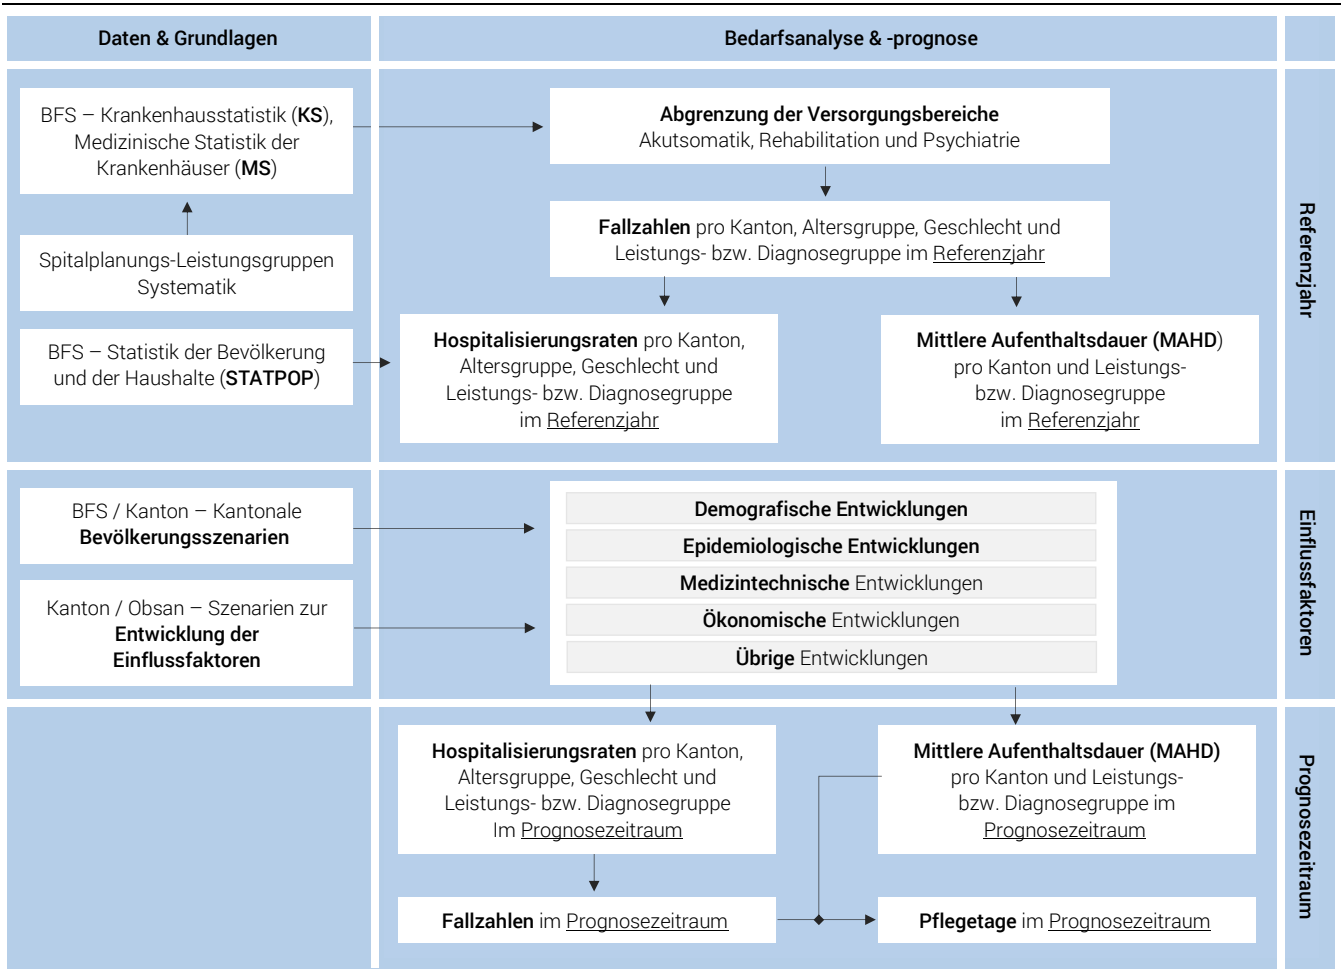 Daten & Grundlagen
Bedarfsanalyse & -prognose
BFS – Krankenhausstatistik (KS),
Medizinische Statistik der
Krankenhäuser (MS)
Spitalplanungs-Leistungsgruppen
Systematik
BFS – Statistik der Bevölkerung
und der Haushalte (STATPOP)
Abgrenzung der Versorgungsbereiche
Akutsomatik, Rehabilitation und Psychiatrie
Fallzahlen pro Kanton, Altersgruppe, Geschlecht und
Leistungs- bzw. Diagnosegruppe im Referenzjahr
Hospitalisierungsraten pro Kanton,
Altersgruppe, Geschlecht und
Leistungs- bzw. Diagnosegruppe
im Referenzjahr
Mittlere Aufenthaltsdauer (MAHD)
pro Kanton und Leistungs-
bzw. Diagnosegruppe
im Referenzjahr
Referenzjahr
BFS / Kanton – Kantonale
Bevölkerungsszenarien
Kanton / Obsan – Szenarien zur
Entwicklung der
Einflussfaktoren
Demografische Entwicklungen
Epidemiologische Entwicklungen
Medizintechnische Entwicklungen
Ökonomische Entwicklungen
Übrige Entwicklungen
Einflussfaktoren
Hospitalisierungsraten pro Kanton,
Altersgruppe, Geschlecht und
Leistungs- bzw. Diagnosegruppe
Im Prognosezeitraum
Mittlere Aufenthaltsdauer (MAHD)
pro Kanton und Leistungs-
bzw. Diagnosegruppe im
Prognosezeitraum
Fallzahlen im Prognosezeitraum
Pflegetage im Prognosezeitraum
Prognosezeitraum